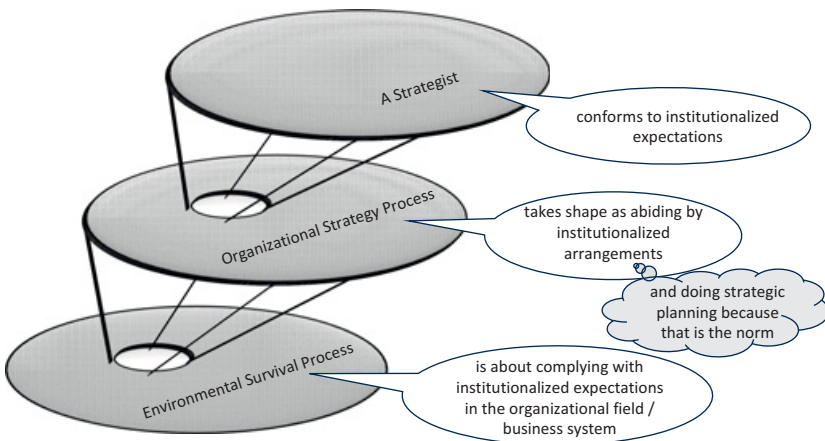 A Strategist
conforms to institutionalized
expectations
Organizational Strategy Process
takes shape as abiding by
institutionalized
arrangements
and doing strategic
planning because
that is the norm
Environmental Survival Process
is about complying with
institutionalized expectations
in the organizational field /
business system